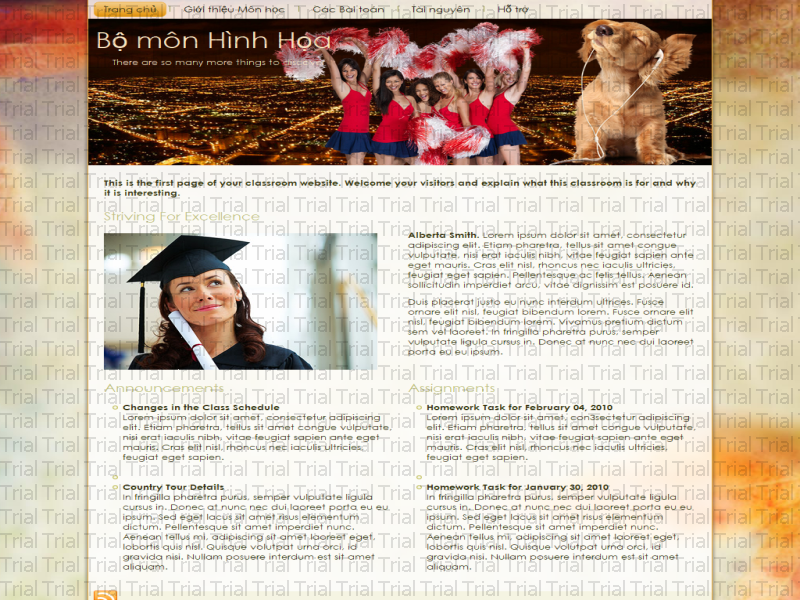 Trang chủ Giới thiệu Môn học Các Bài toán Tài nguyên Hỗ trợ
Bộ môn Hình Họa
There are so many more things to discover
This is the first page of your classroom website. Welcome your visitors and explain what this classroom is for and why
it is interesting.
Striving For Excellence
Alberta Smith. Lorem ipsum dolor sit amet, consectetur
adipiscing elit. Etiam pharetra, tellus sit amet congue
vulputate, nisi erat iaculis nibh, vitae feugiat sapien ante
eget mauris. Cras elit nisl, rhoncus nec iaculis ultricies,
feugiat eget sapien. Pellentesque ac felis tellus. Aenean
sollicitudin imperdiet arcu, vitae dignissim est posuere id.
Duis placerat justo eu nunc interdum ultrices. Fusce
ornare elit nisl, feugiat bibendum lorem. Fusce ornare elit
nisl, feugiat bibendum lorem. Vivamus pretium dictum
sem vel laoreet. In fringilla pharetra purus, semper
vulputate ligula cursus in. Donec at nunc nec dui laoreet
porta eu eu ipsum.
Announcements
Changes in the Class Schedule
Lorem ipsum dolor sit amet, consectetur adipiscing
elit. Etiam pharetra, tellus sit amet congue vulputate,
nisi erat iaculis nibh, vitae feugiat sapien ante eget
mauris. Cras elit nisl, rhoncus nec iaculis ultricies,
feugiat eget sapien.
Country Tour Details
In fringilla pharetra purus, semper vulputate ligula
cursus in. Donec at nunc nec dui laoreet porta eu eu
ipsum. Sed eget lacus sit amet risus elementum
dictum. Pellentesque sit amet imperdiet nunc.
Aenean tellus mi, adipiscing sit amet laoreet eget,
lobortis quis nisl. Quisque volutpat urna orci, id
gravida nisi. Nullam posuere interdum est sit amet
aliquam.
Assignments
Homework Task for February 04, 2010
Lorem ipsum dolor sit amet, con3sectetur adipiscing
elit. Etiam pharetra, tellus sit amet congue vulputate,
nisi erat iaculis nibh, vitae feugiat sapien ante eget
mauris. Cras elit nisl, rhoncus nec iaculis ultricies,
feugiat eget sapien.
Homework Task for January 30, 2010
In fringilla pharetra purus, semper vulputate ligula
cursus in. Donec at nunc nec dui laoreet porta eu eu
ipsum. Sed eget lacus sit amet risus elementum
dictum. Pellentesque sit amet imperdiet nunc.
Aenean tellus mi, adipiscing sit amet laoreet eget,
lobortis quis nisl. Quisque volutpat urna orci, id
gravida nisi. Nullam posuere interdum est sit amet
aliquam.